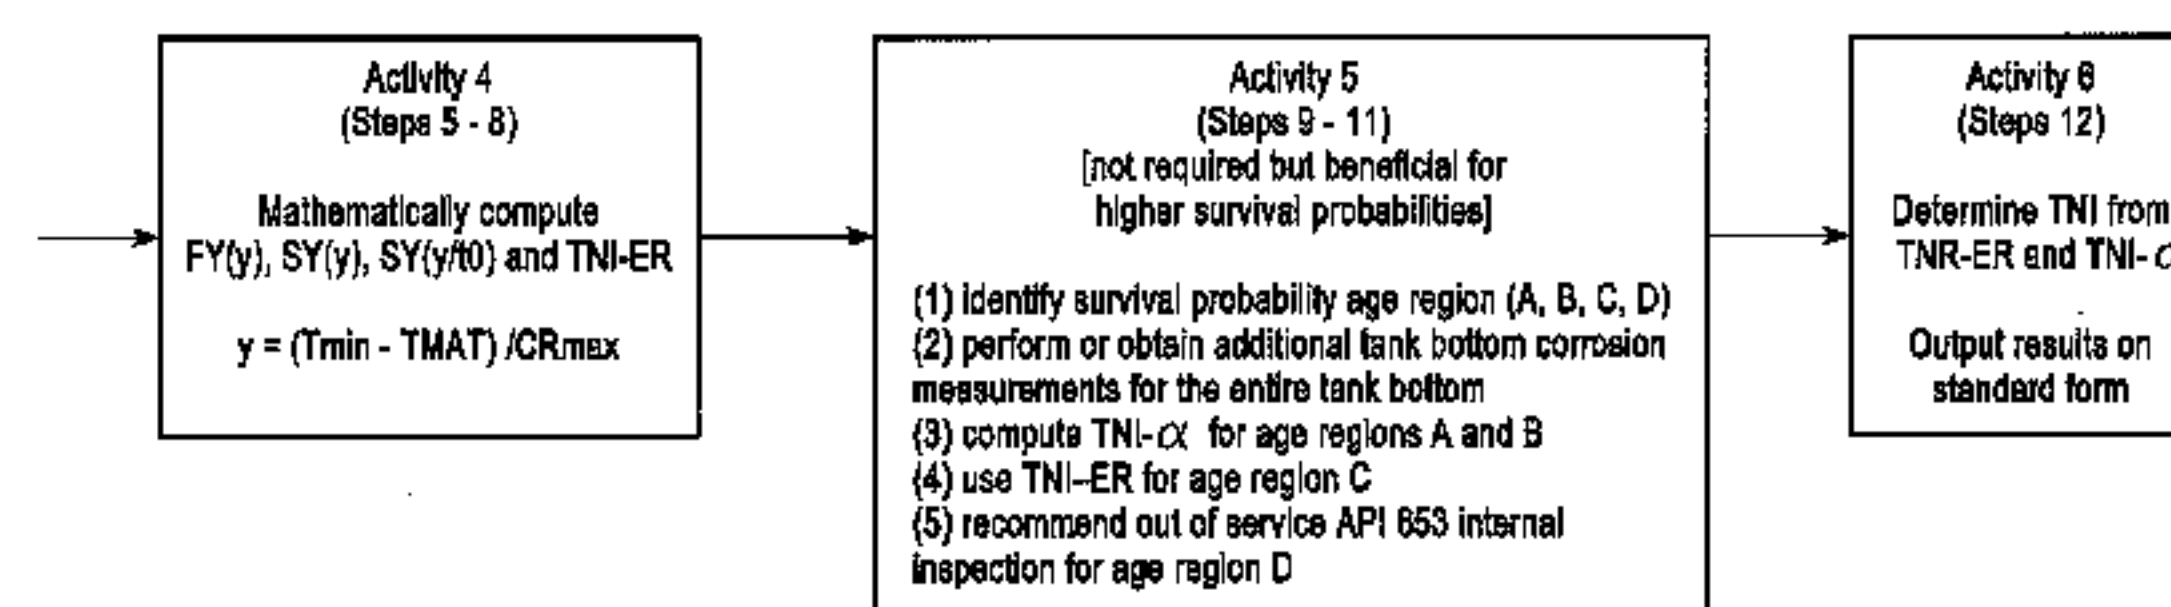 Activity 4
(Steps 5 - 8)
Mathematically compute
FY(y), SY(y), SY(y/t0) and TNI-ER
y = (Tmin - TMAT) /CRmax
Activity 5
(Steps 9 - 11)
[not required but beneficial for
higher survival probabilities]
(1) identify survival probability age region (A, B, C, D)
(2) perform or obtain additional tank bottom corrosion
measurements for the entire tank bottom
(3) compute TNI-α for age regions A and B
(4) use TNI-ER for age region C
(5) recommend out of service API 653 internal
inspection for age region D
Activity 6
(Steps 12)
Determine TNI from
TNR-ER and TNI-α
Output results on
standard form